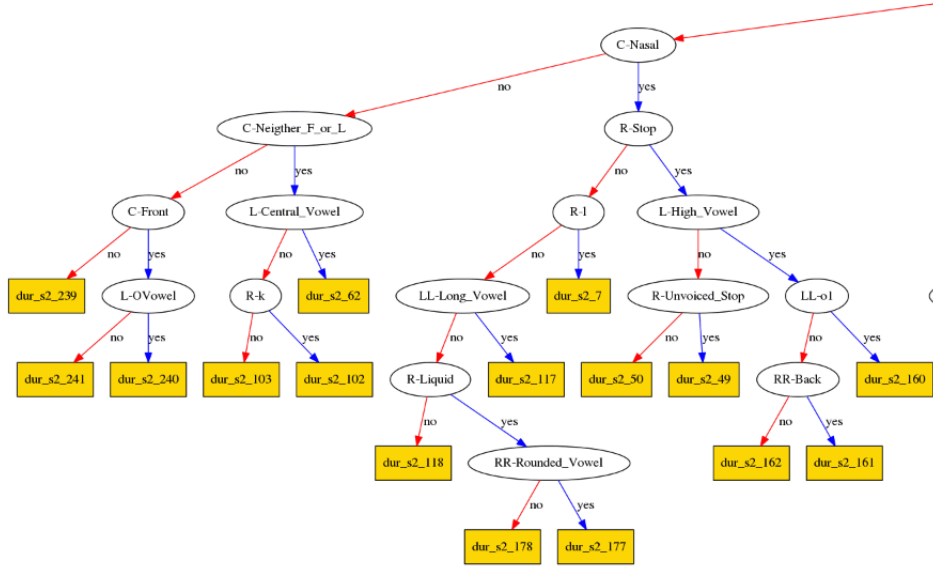 C-Nasal
no yes
C-Neigther_F_or_L R-Stop
no yes no yes
C-Front L-Central_Vowel R-l L-High_Vowel
no yes no yes no yes no yes
dur_s2_239 L-OVowel R-k dur_s2_62 LL-Long_Vowel dur_s2_7 R-Unvoiced_Stop LL-o1
no yes no yes no yes no yes no yes
dur_s2_241 dur_s2_240 dur_s2_103 dur_s2_102 R-Liquid dur_s2_117 dur_s2_50 dur_s2_49 RR-Back dur_s2_160
no yes no yes
dur_s2_118 RR-Rounded_Vowel dur_s2_162 dur_s2_161
no yes
dur_s2_178 dur_s2_177